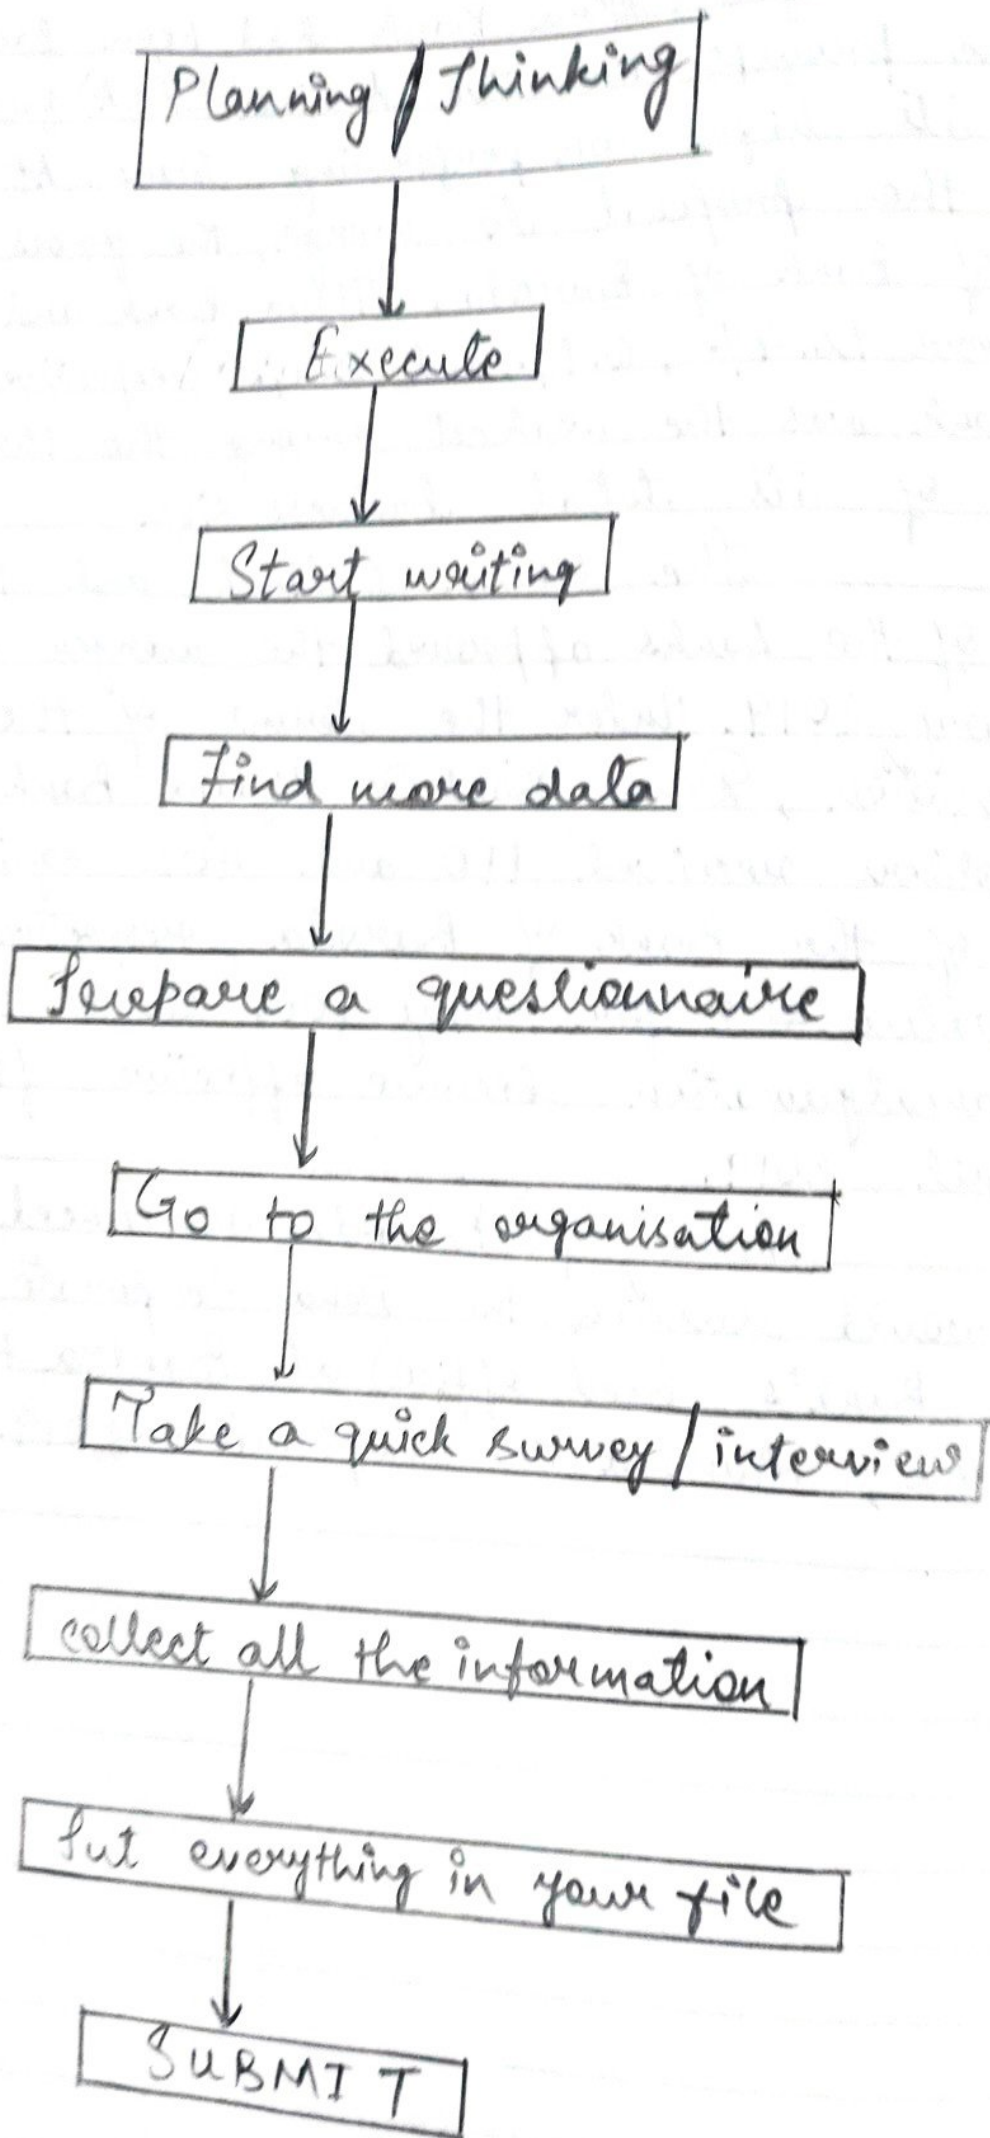 Planning / Thinking
Execute
Start writing
Find more data
Prepare a questionnaire
Go to the organisation
Take a quick survey / interview
collect all the information
Put everything in your file
SUBMIT